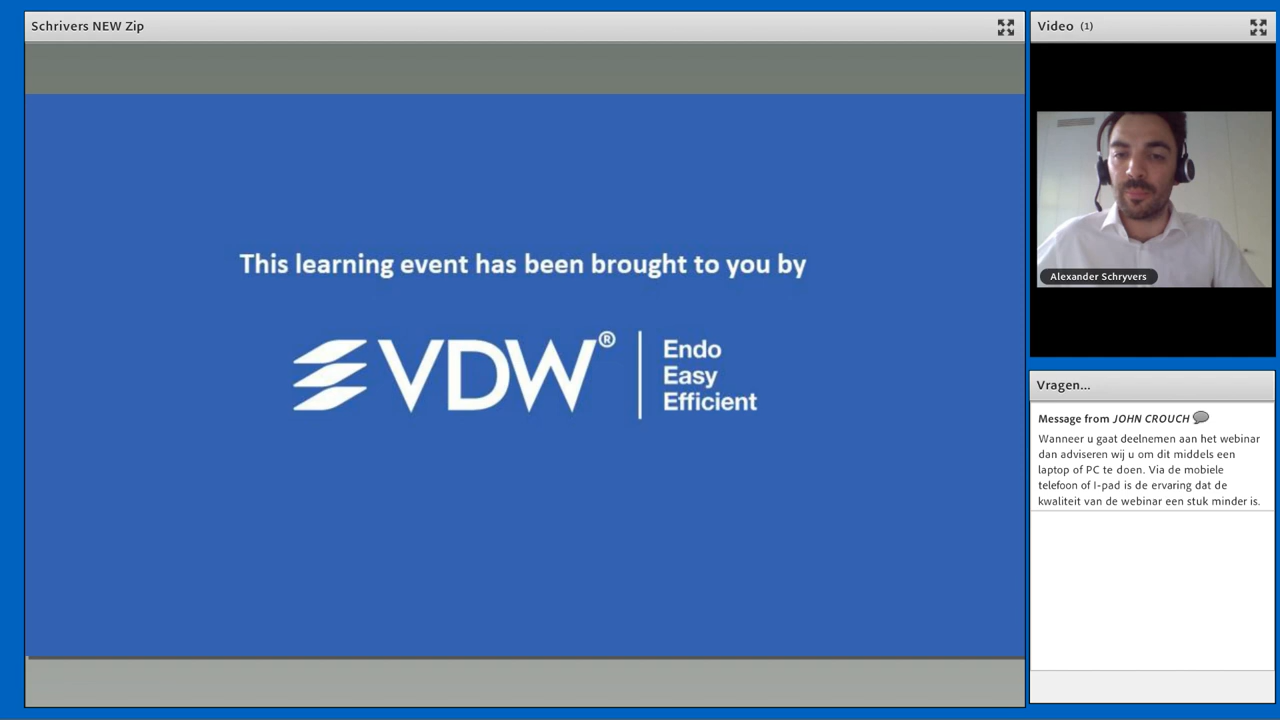 Schrivers NEW Zip
This learning event has been brought to you by
VDW®
Endo
Easy
Efficient
Video (1)
Alexander Schryvers
Vragen...
Message from JOHN CROUCH
Wanneer u gaat deelnemen aan het webinar
dan adviseren wij u om dit middels een
laptop of PC te doen. Via de mobiele
telefoon of I-pad is de ervaring dat de
kwaliteit van de webinar een stuk minder is.